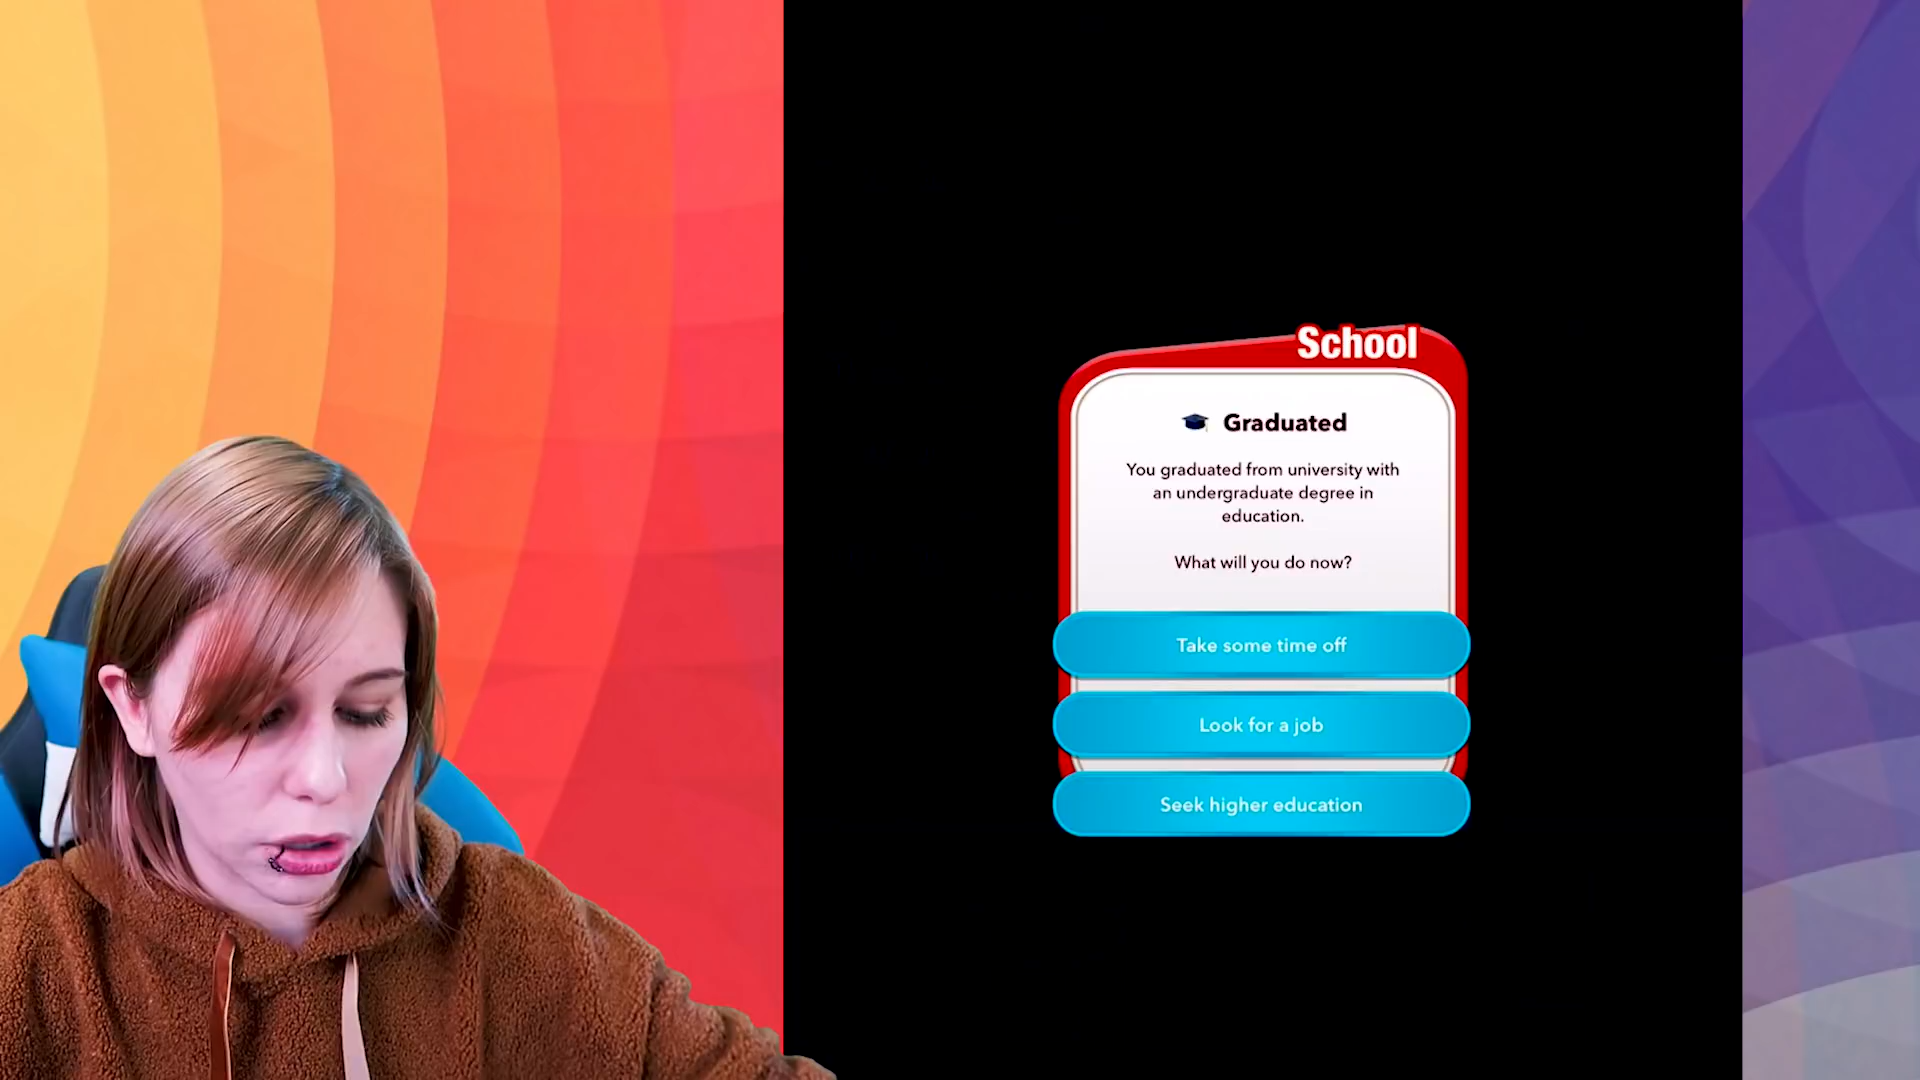 School
Graduated
You graduated from university with
an undergraduate degree in
education.
What will you do now?
Take some time off
Look for a job
Seek higher education